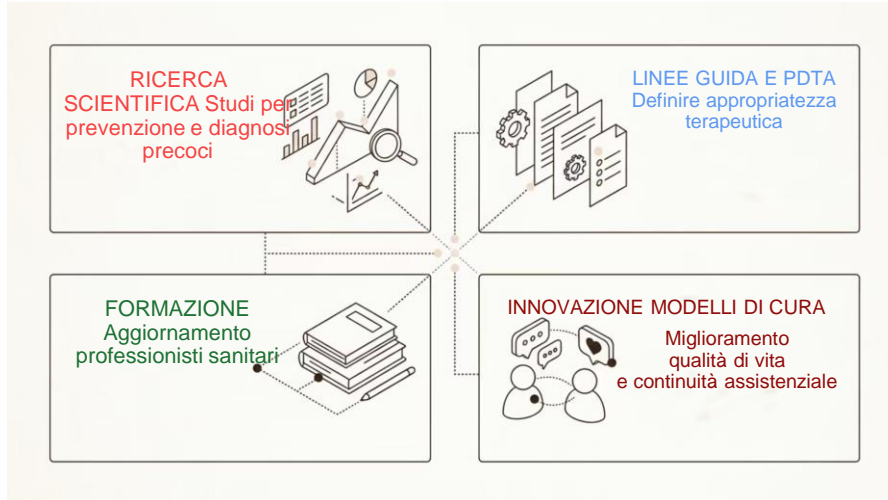 RICERCA
SCIENTIFICA Studi per
prevenzione e diagnosi
precoci
LINEE GUIDA E PDTA
Definire appropriatezza
terapeutica
FORMAZIONE
Aggiornamento
professionisti sanitari
INNOVAZIONE MODELLI DI CURA
Miglioramento
qualità di vita
e continuità assistenziale